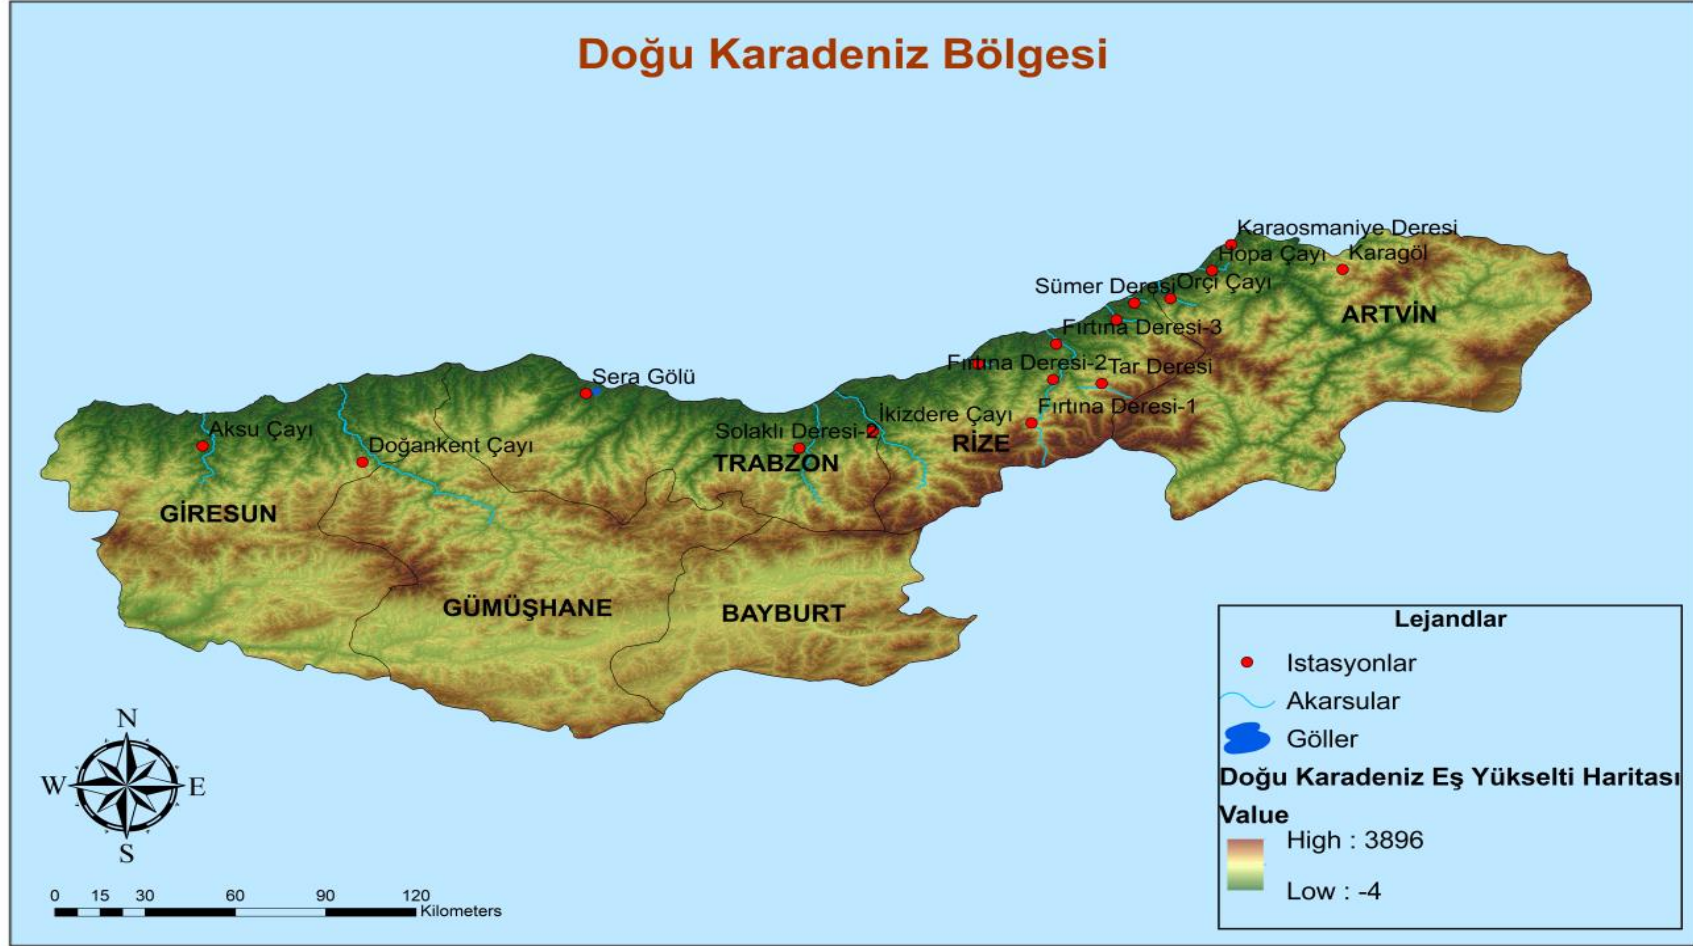 Doğu Karadeniz Bölgesi
Karaosmaniye Deresi
Hopa Çayı
Karagöl
Sümer Deresi
Orçi Çayı
ARTVİN
Fırtına Deresi-3
Fırtına Deresi-2
Tar Deresi
Sera Gölü
Fırtına Deresi-1
İkizdere Çayı
Aksu Çayı
Solaklı Deresi-2
Doğankent Çayı
RİZE
TRABZON
GİRESUN
GÜMÜŞHANE
BAYBURT
Lejandlar
Istasyonlar
Akarsular
Göller
Doğu Karadeniz Eş Yükselti Haritası
Value
High : 3896
Low : -4
N
W
E
S
0 15 30 60 90 120
Kilometers